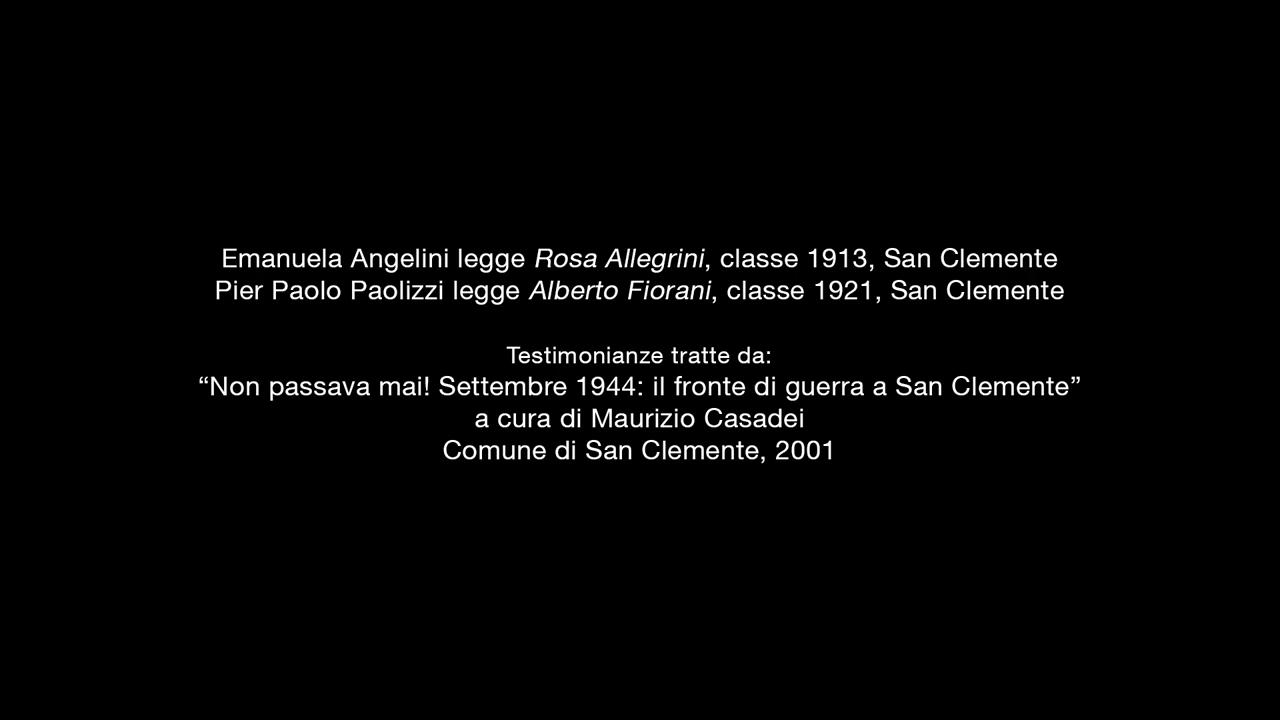 Emanuela Angelini legge Rosa Allegrini, classe 1913, San Clemente
Pier Paolo Paolizzi legge Alberto Fiorani, classe 1921, San Clemente
Testimonianze tratte da:
“Non passava mai! Settembre 1944: il fronte di guerra a San Clemente”
a cura di Maurizio Casadei
Comune di San Clemente, 2001